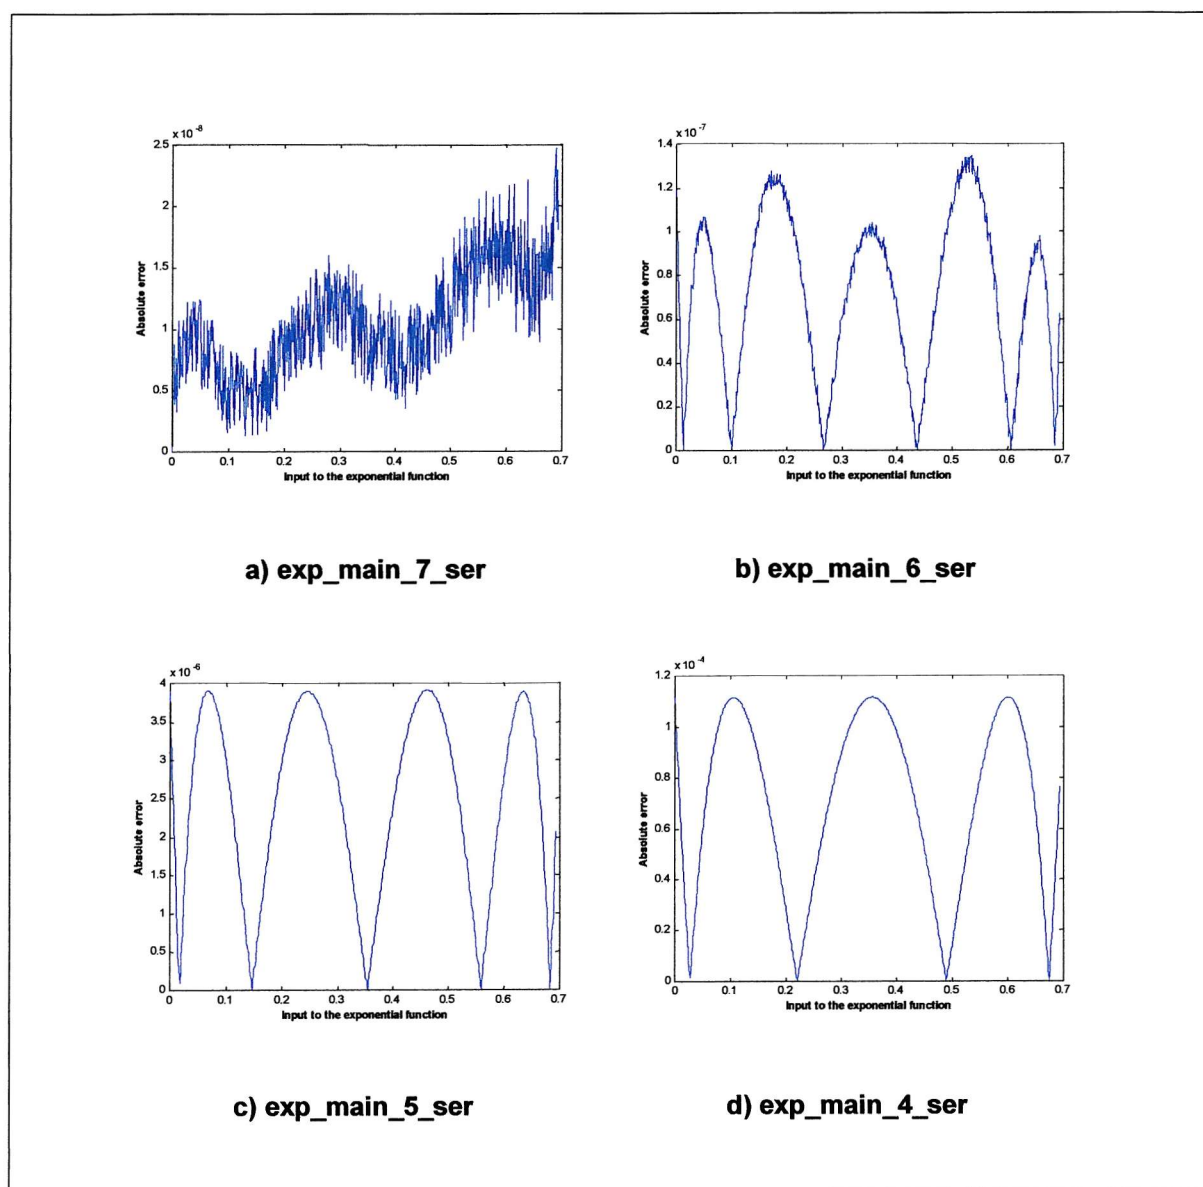 x 10 -8
2.5
2
1.5
1
0.5
0
0 0.1 0.2 0.3 0.4 0.5 0.6 0.7
Absolute error
Input to the exponential function
a) exp_main_7_ser
x 10 -7
1.4
1.2
1
0.8
0.6
0.4
0.2
0
0 0.1 0.2 0.3 0.4 0.5 0.6 0.7
Absolute error
Input to the exponential function
b) exp_main_6_ser
x 10 -6
4
3.5
3
2.5
2
1.5
1
0.5
0
0 0.1 0.2 0.3 0.4 0.5 0.6 0.7
Absolute error
Input to the exponential function
c) exp_main_5_ser
x 10 -4
1.2
1
0.8
0.6
0.4
0.2
0
0 0.1 0.2 0.3 0.4 0.5 0.6 0.7
Absolute error
Input to the exponential function
d) exp_main_4_ser